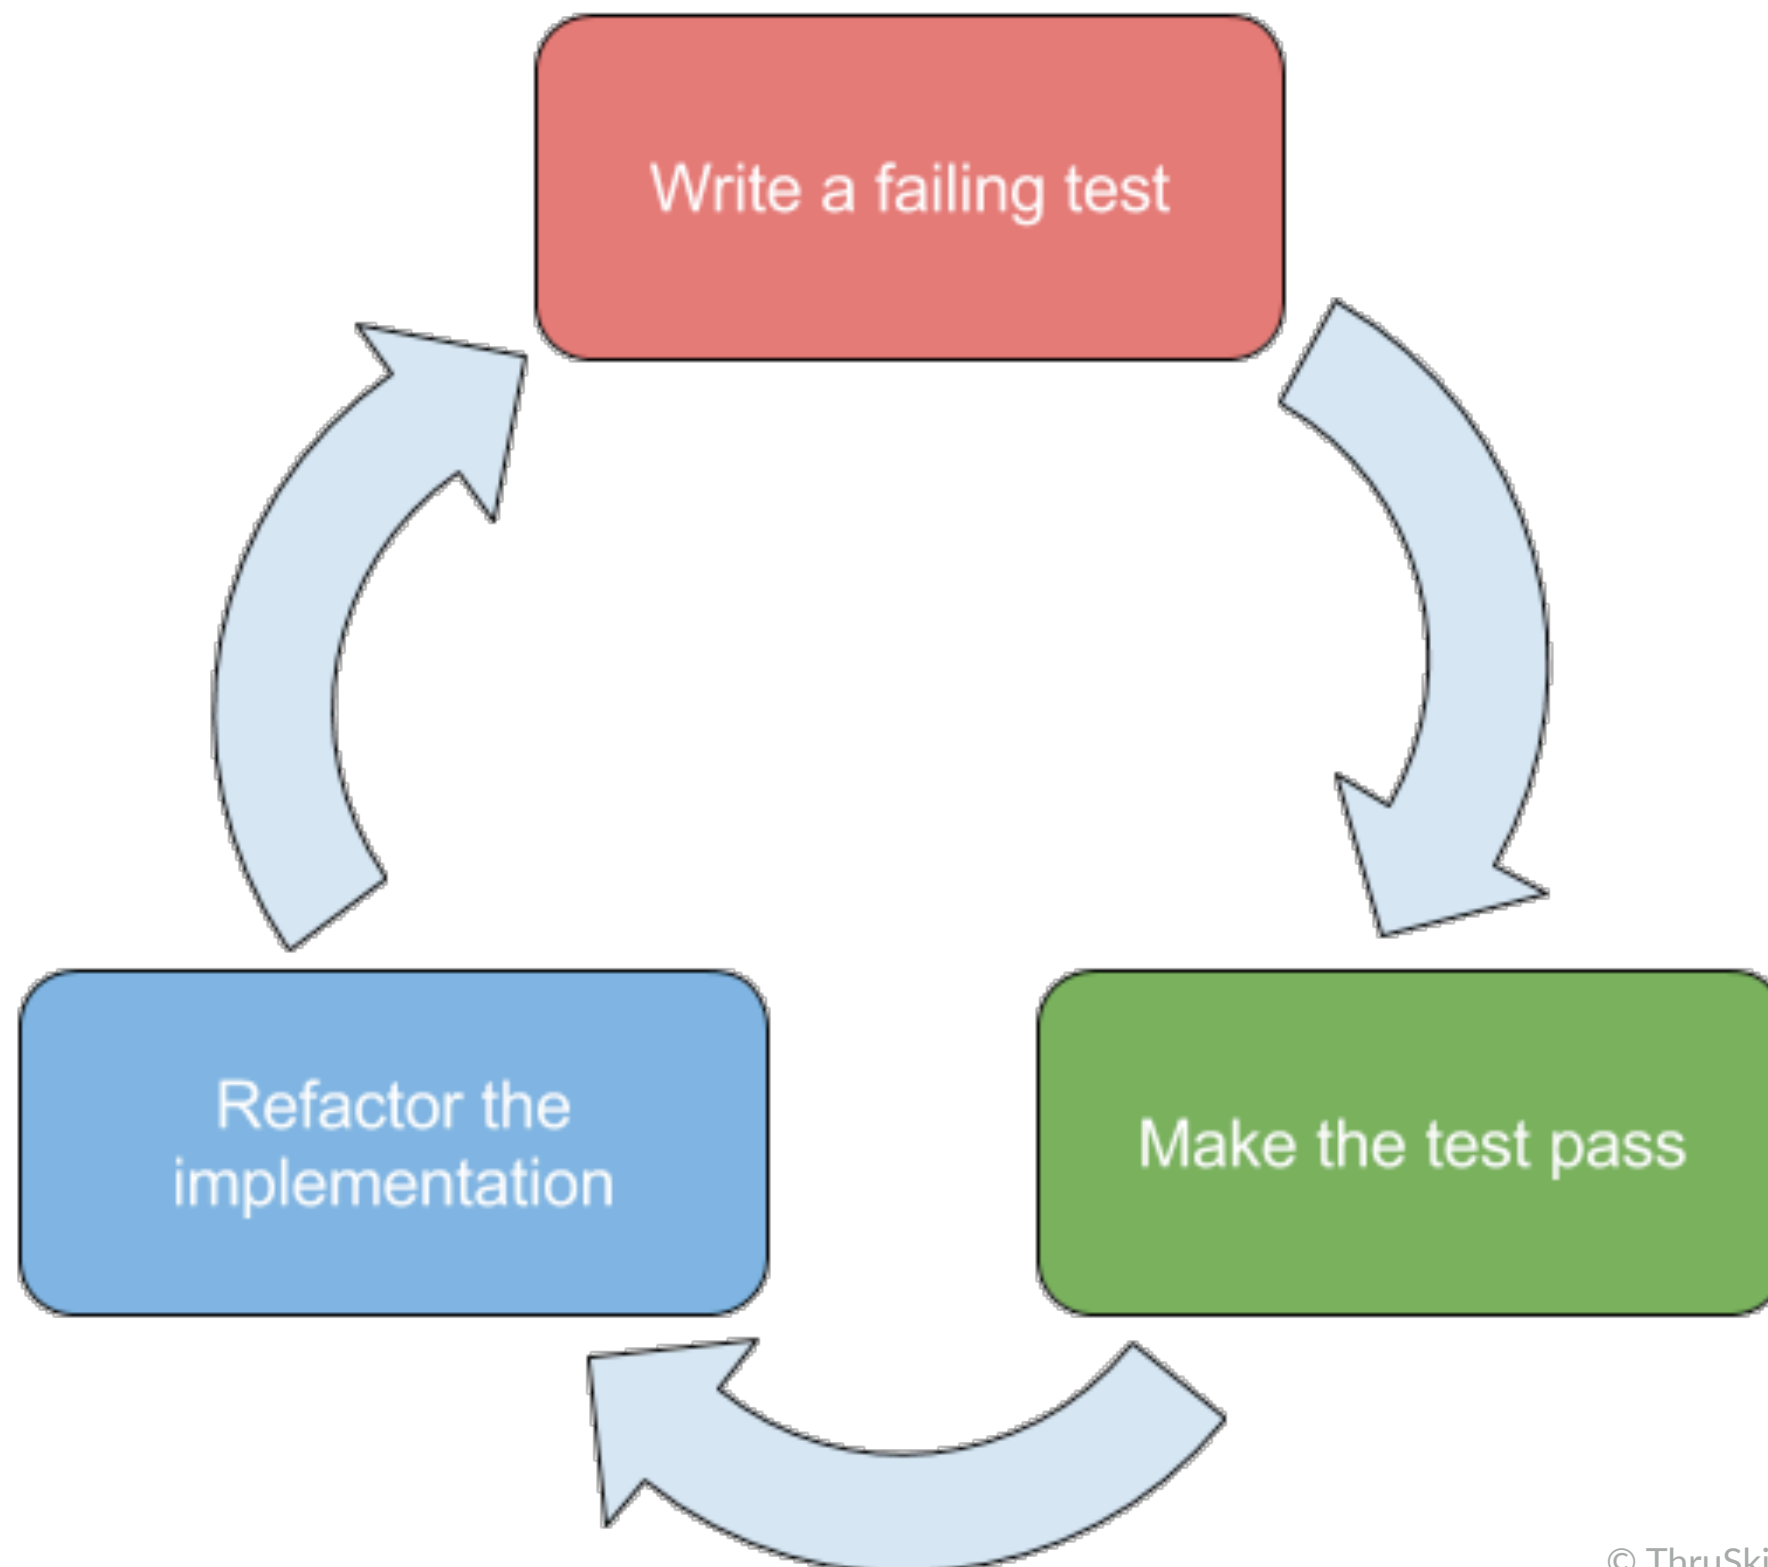 Write a failing test
Refactor the
implementation
Make the test pass
©